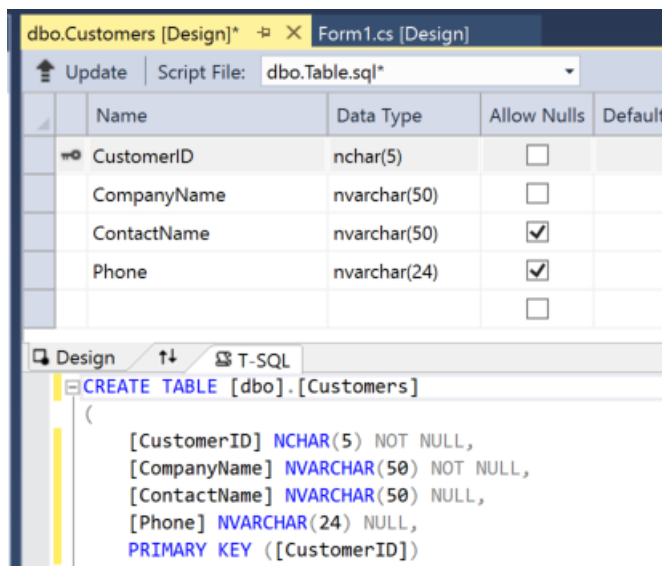 dbo.Customers [Design]* Form1.cs [Design]
Update Script File: dbo.Table.sql*
Name Data Type Allow Nulls Default
CustomerID nchar(5)
CompanyName nvarchar(50)
ContactName nvarchar(50)
Phone nvarchar(24)
Design T-SQL
CREATE TABLE [dbo].[Customers]
(
[CustomerID] NCHAR(5) NOT NULL,
[CompanyName] NVARCHAR(50) NOT NULL,
[ContactName] NVARCHAR(50) NULL,
[Phone] NVARCHAR(24) NULL,
PRIMARY KEY ([CustomerID])